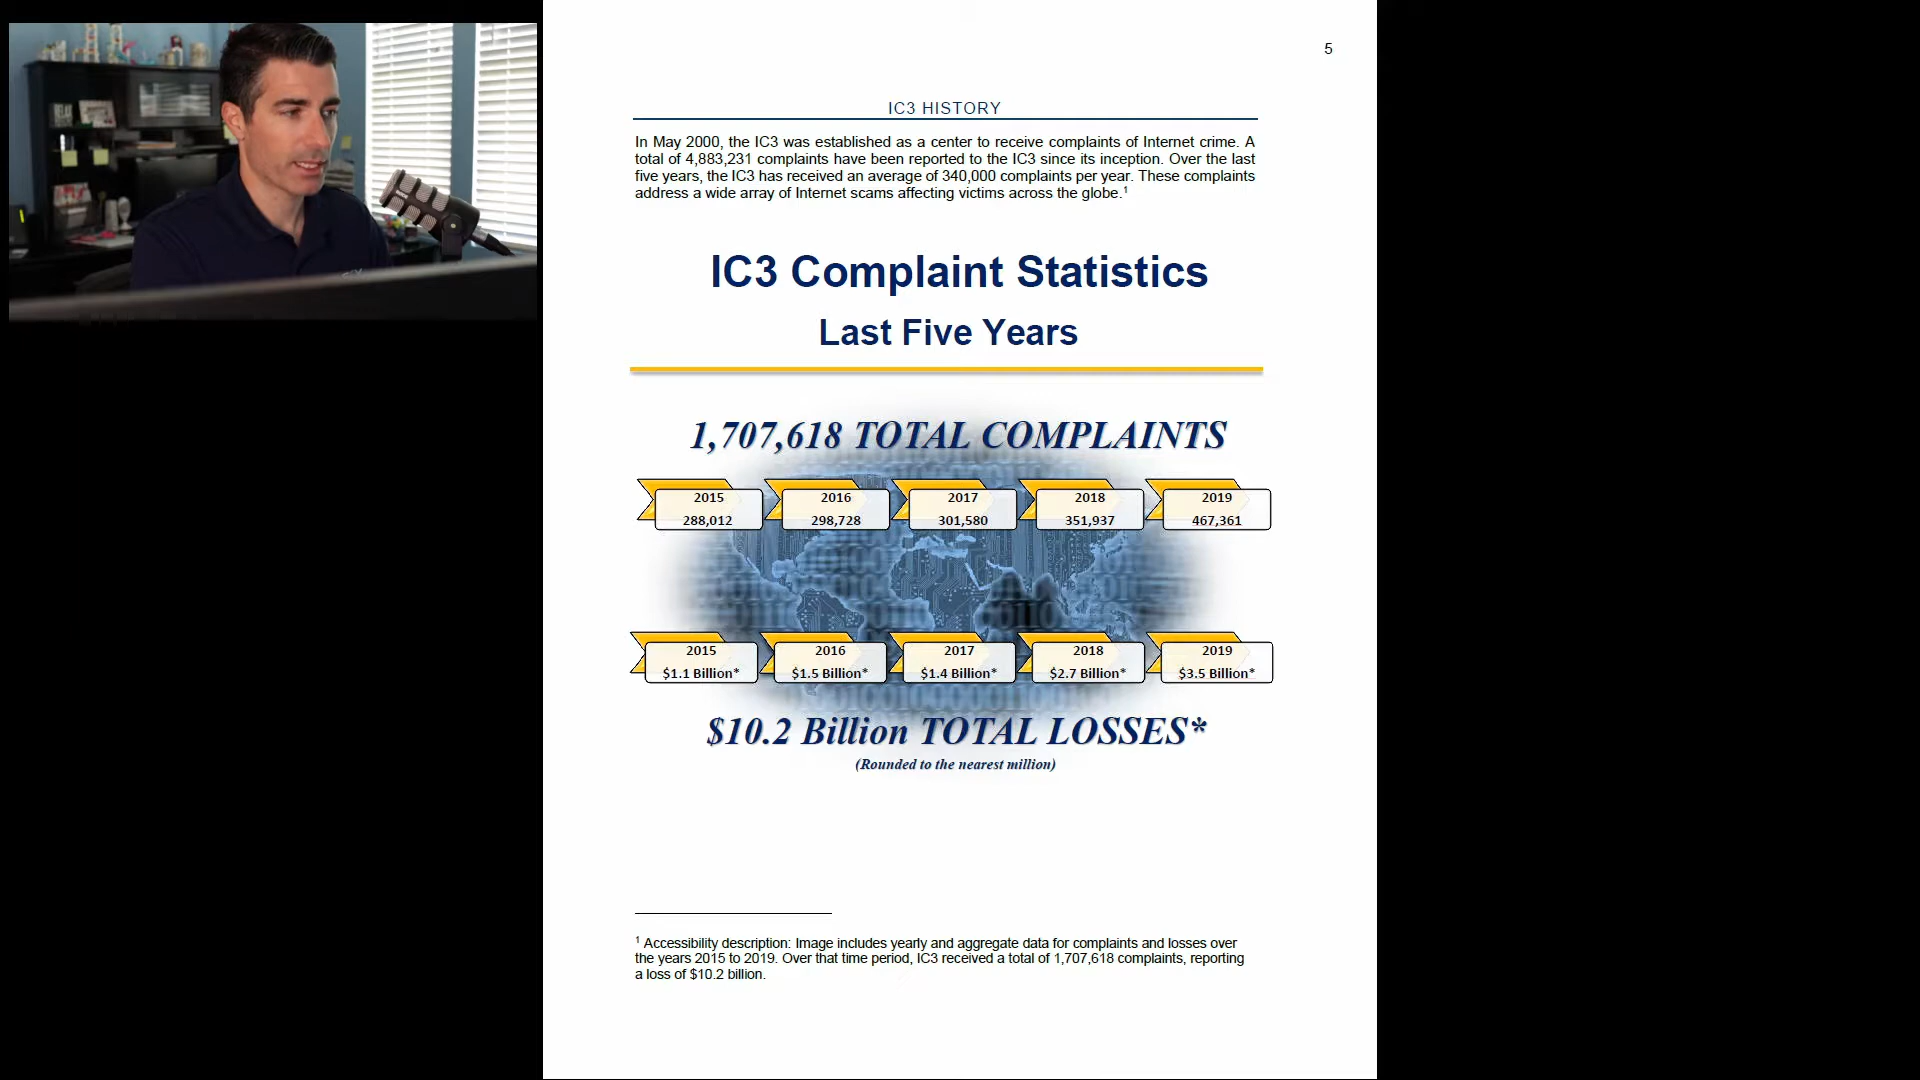 5
IC3 HISTORY
In May 2000, the IC3 was established as a center to receive complaints of Internet crime. A
total of 4,883,231 complaints have been reported to the IC3 since its inception. Over the last
five years, the IC3 has received an average of 340,000 complaints per year. These complaints
address a wide array of Internet scams affecting victims across the globe.1
IC3 Complaint Statistics
Last Five Years
1,707,618 TOTAL COMPLAINTS
2015 2016 2017 2018 2019
288,012 298,728 301,580 351,937 467,361
2015 2016 2017 2018 2019
$1.1 Billion* $1.5 Billion* $1.4 Billion* $2.7 Billion* $3.5 Billion*
$10.2 Billion TOTAL LOSSES*
(Rounded to the nearest million)
1 Accessibility description: Image includes yearly and aggregate data for complaints and losses over
the years 2015 to 2019. Over that time period, IC3 received a total of 1,707,618 complaints, reporting
a loss of $10.2 billion.